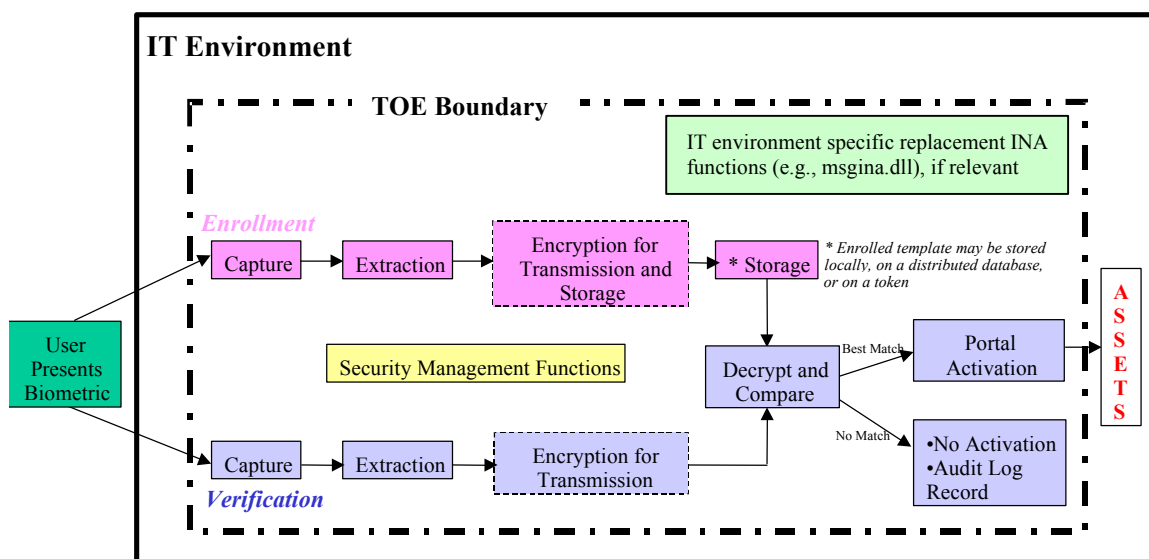 IT Environment
TOE Boundary
IT environment specific replacement INA
functions (e.g., msgina.dll), if relevant
Enrollment
Capture
Extraction
Encryption for
Transmission and
Storage
* Storage
* Enrolled template may be stored
locally, on a distributed database,
or on a token
User
Presents
Biometric
Security Management Functions
Decrypt and
Compare
Best Match
No Match
Portal
Activation
ASSETS
Capture
Extraction
Encryption for
Transmission
•No Activation
•Audit Log
Record
Verification